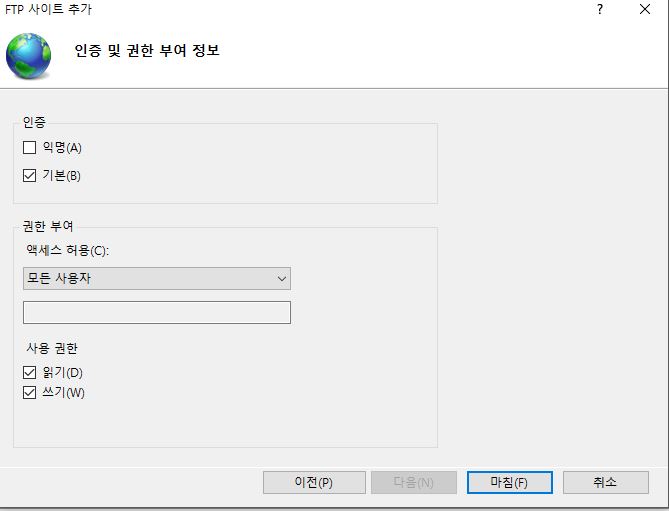 FTP 사이트 추가
?
인증 및 권한 부여 정보
인증
익명(A)
기본(B)
권한 부여
액세스 허용(C):
모든 사용자
사용 권한
읽기(D)
쓰기(W)
이전(P) 다음(N) 마침(F) 취소